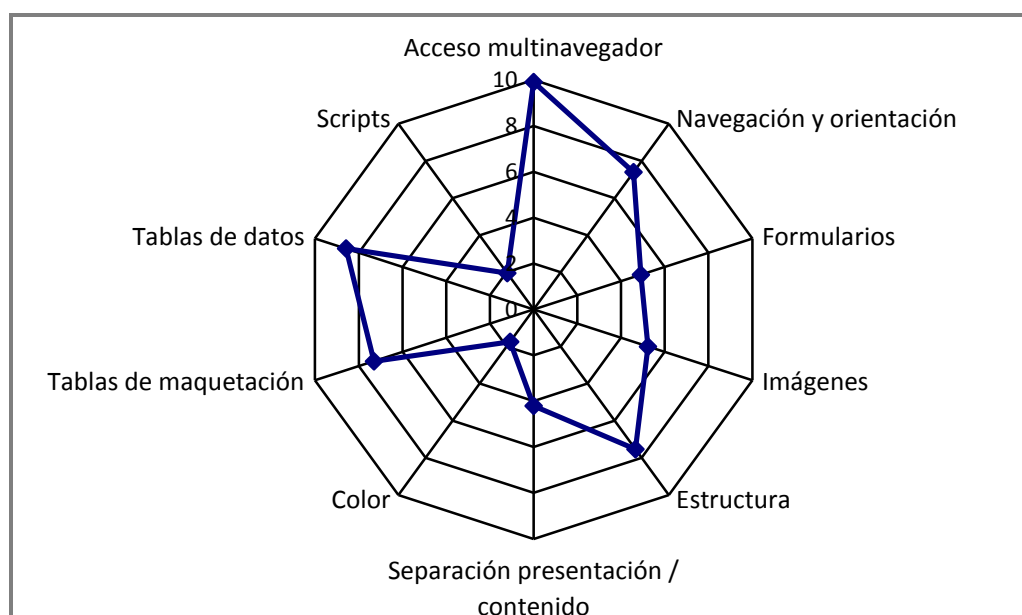 Acceso multinavegador
10
Scripts
Navegación y orientación
8
6
Tablas de datos
Formularios
4
2
0
Tablas de maquetación
Imágenes
Color
Estructura
Separación presentación /
contenido